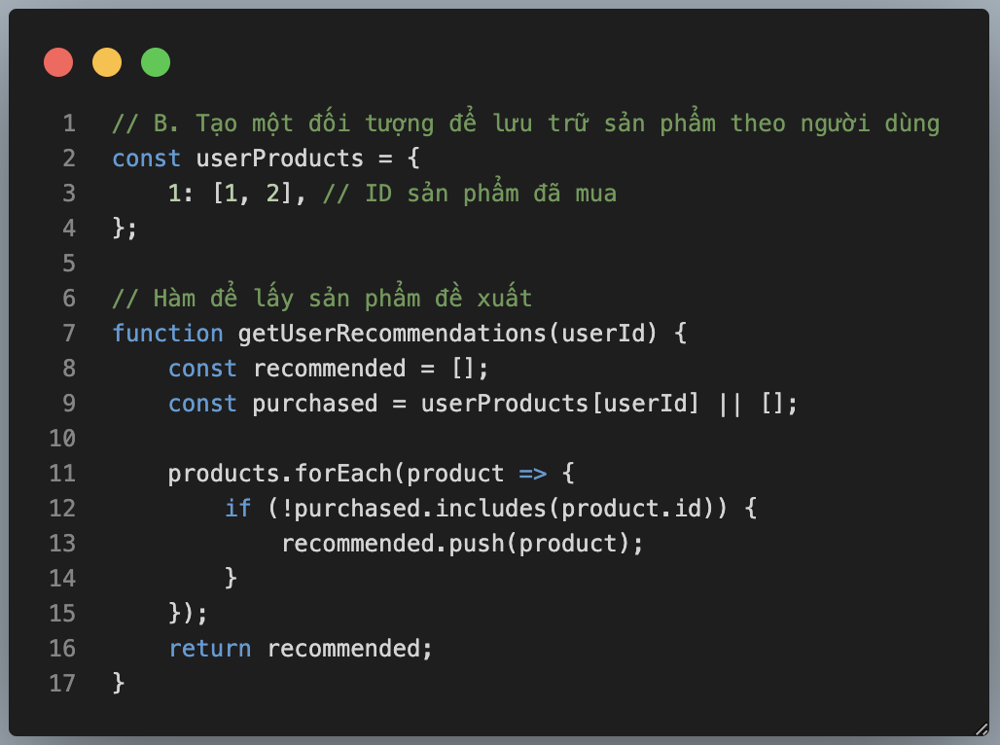 1 // B. Tạo một đối tượng để lưu trữ sản phẩm theo người dùng
2 const userProducts = {
3     1: [1, 2], // ID sản phẩm đã mua
4 };
5
6 // Hàm để lấy sản phẩm đề xuất
7 function getUserRecommendations(userId) {
8     const recommended = [];
9     const purchased = userProducts[userId] || [];
10
11     products.forEach(product => {
12         if (!purchased.includes(product.id)) {
13             recommended.push(product);
14         }
15     });
16     return recommended;
17 }